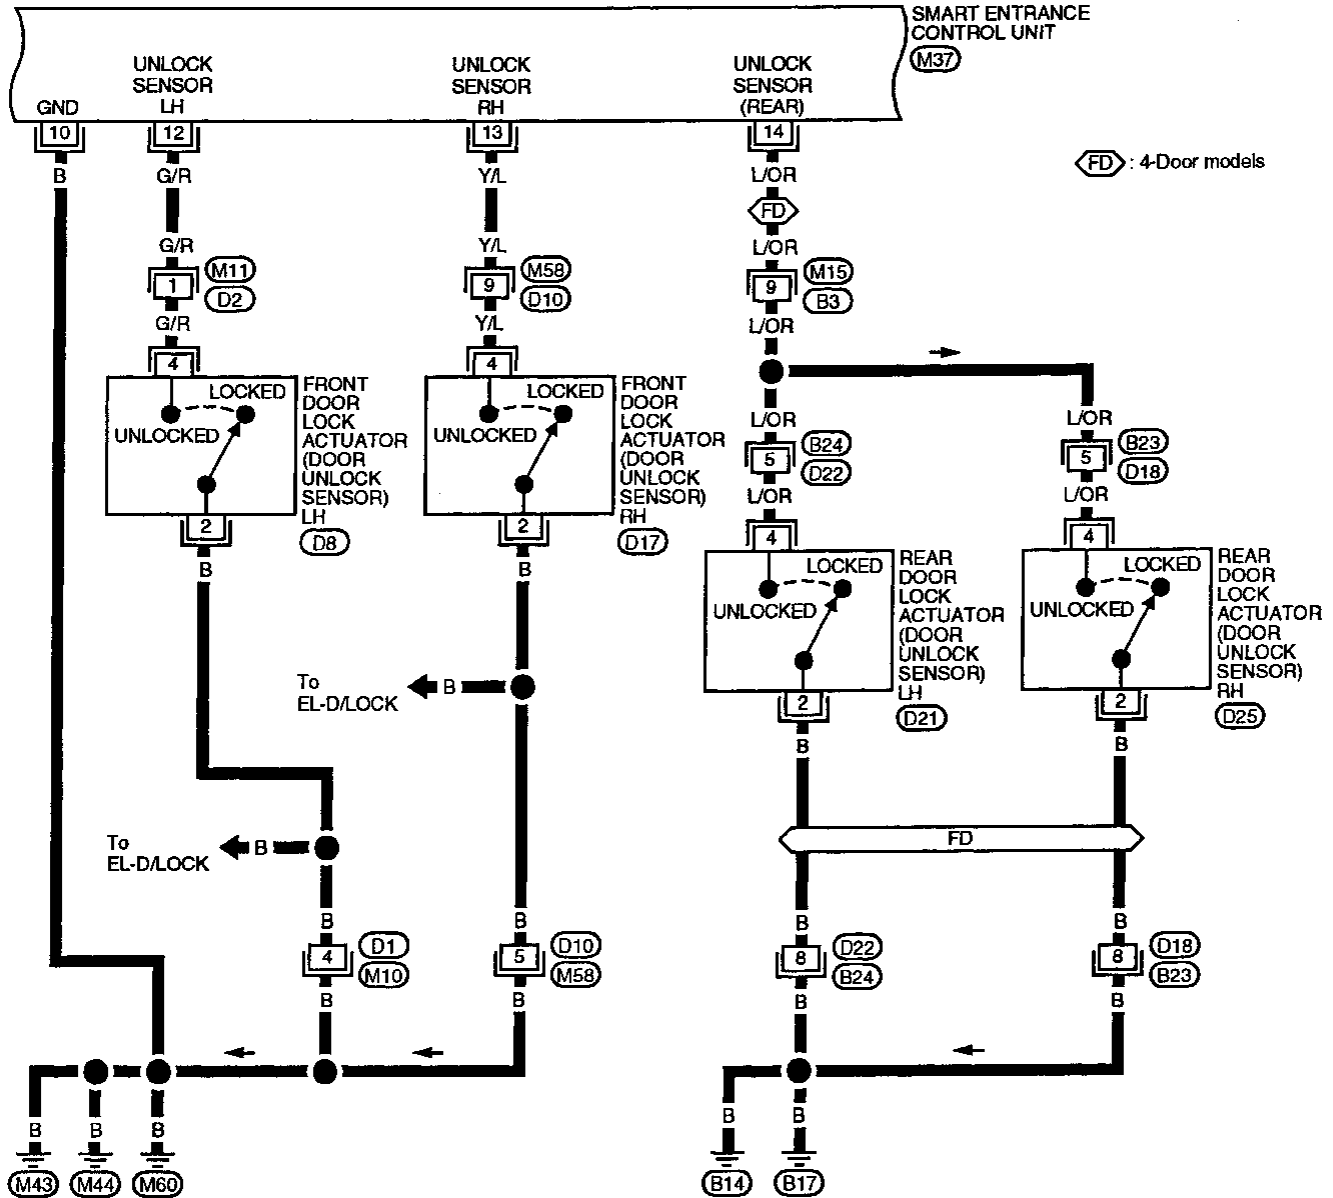 SMART ENTRANCE
CONTROL UNIT
M37
UNLOCK
SENSOR
LH
UNLOCK
SENSOR
RH
UNLOCK
SENSOR
(REAR)
GND
10
12
13
14
B
G/R
Y/L
L/OR
FD : 4-Door models
FD
G/R
Y/L
L/OR
1
M11
D2
9
M58
D10
9
M15
B3
G/R
Y/L
L/OR
4
LOCKED
UNLOCKED
FRONT
DOOR
LOCK
ACTUATOR
(DOOR
UNLOCK
SENSOR)
LH
D8
2
4
LOCKED
UNLOCKED
FRONT
DOOR
LOCK
ACTUATOR
(DOOR
UNLOCK
SENSOR)
RH
D17
2
L/OR
5
B24
D22
L/OR
L/OR
5
B23
D18
L/OR
4
LOCKED
UNLOCKED
REAR
DOOR
LOCK
ACTUATOR
(DOOR
UNLOCK
SENSOR)
LH
D21
2
4
LOCKED
UNLOCKED
REAR
DOOR
LOCK
ACTUATOR
(DOOR
UNLOCK
SENSOR)
RH
D25
2
B
B
B
B
To
EL-D/LOCK
B
To
EL-D/LOCK
B
FD
B
B
B
B
4
D1
M10
5
D10
M58
8
D22
B24
8
D18
B23
B
B
B
B
B
B
B
B
B
M43
M44
M60
B14
B17